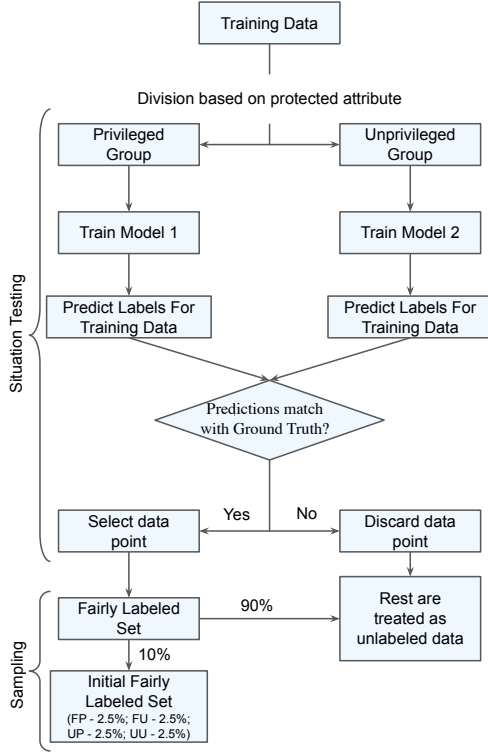 Training Data
Division based on protected attribute
Privileged
Group
Unprivileged
Group
Train Model 1
Train Model 2
Predict Labels For
Training Data
Predict Labels For
Training Data
Situation Testing
Predictions match
with Ground Truth?
Yes
No
Select data
point
Discard data
point
Sampling
Fairly Labeled
Set
90%
Rest are
treated as
unlabeled data
10%
Initial Fairly
Labeled Set
(FP - 2.5%; FU - 2.5%;
UP - 2.5%; UU - 2.5%)